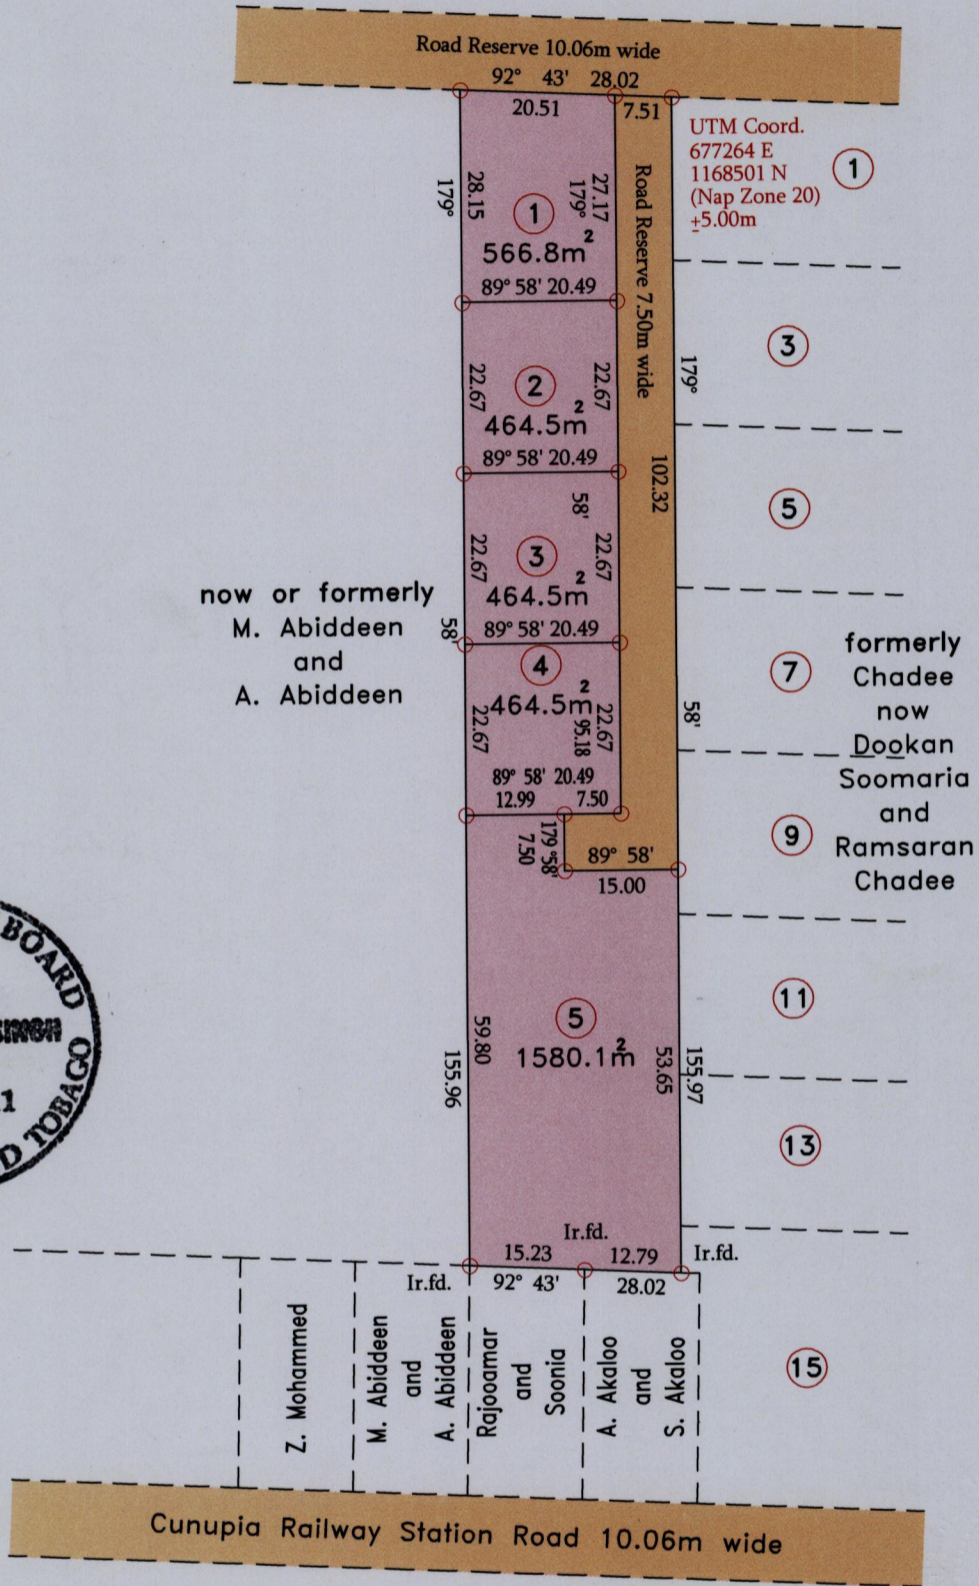 Road Reserve 10.06m wide
92° 43' 28.02
20.51
7.51
UTM Coord.
677264 E
1168501 N
(Nap Zone 20)
±5.00m
1
179°
28.15
1
566.8m²
179°
27.17
89° 58' 20.49
Road Reserve 7.50m wide
3
179°
22.67
2
464.5m²
22.67
89° 58' 20.49
102.32
5
58'
22.67
3
464.5m²
22.67
89° 58' 20.49
now or formerly
M. Abiddeen
and
A. Abiddeen
58'
4
464.5m²
22.67
95.18
22.67
89° 58' 20.49
12.99
7.50
58'
7
formerly
Chadee
now
Dookan
Soomaria
and
Ramsaran
Chadee
9
179°58'
7.50
89° 58'
15.00
BOARD
SINGH
1
D TOBAGO
11
5
1580.1m²
59.80
155.96
53.65
155.97
13
Ir.fd.
15.23
12.79
Ir.fd.
Ir.fd.
92° 43'
28.02
Z. Mohammed
M. Abiddeen
and
A. Abiddeen
Rajooamar
and
Soonia
A. Akaloo
and
S. Akaloo
15
Cunupia Railway Station Road 10.06m wide